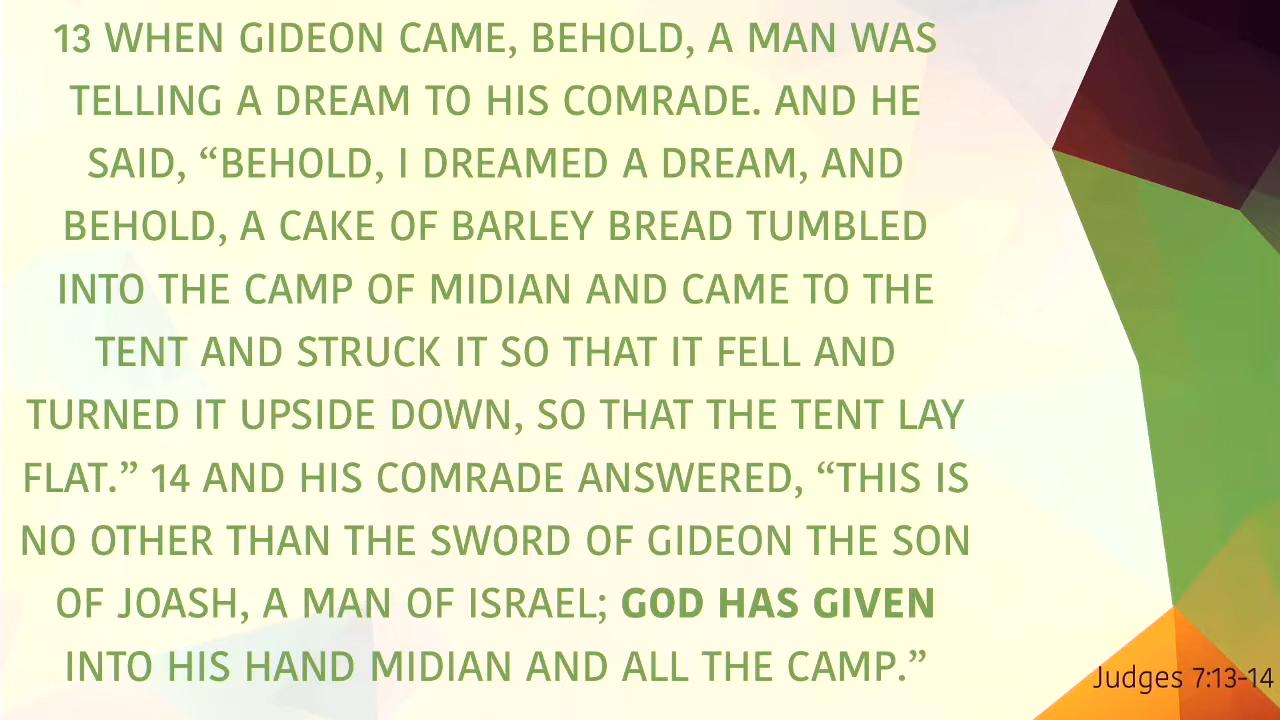 13 WHEN GIDEON CAME, BEHOLD, A MAN WAS
TELLING A DREAM TO HIS COMRADE. AND HE
SAID, “BEHOLD, I DREAMED A DREAM, AND
BEHOLD, A CAKE OF BARLEY BREAD TUMBLED
INTO THE CAMP OF MIDIAN AND CAME TO THE
TENT AND STRUCK IT SO THAT IT FELL AND
TURNED IT UPSIDE DOWN, SO THAT THE TENT LAY
FLAT.” 14 AND HIS COMRADE ANSWERED, “THIS IS
NO OTHER THAN THE SWORD OF GIDEON THE SON
OF JOASH, A MAN OF ISRAEL; GOD HAS GIVEN
INTO HIS HAND MIDIAN AND ALL THE CAMP.”
Judges 7:13-14